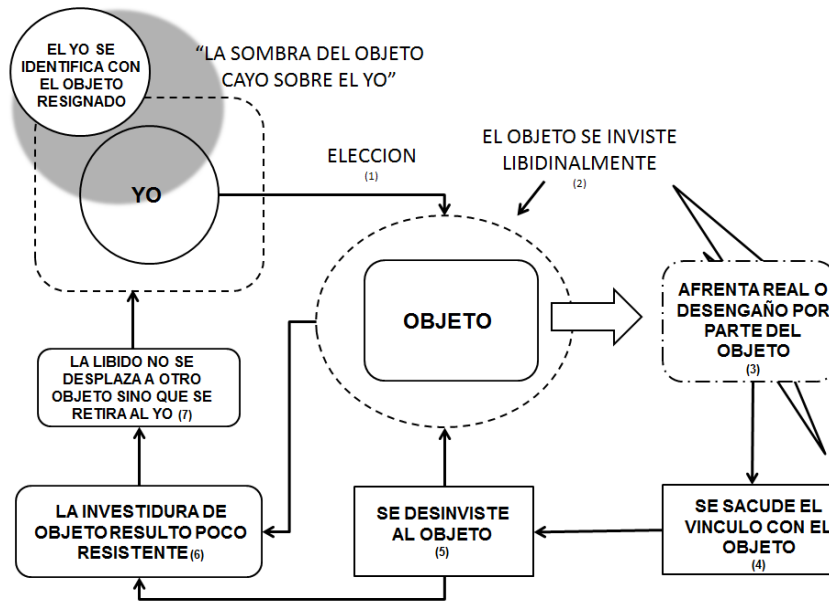 EL YO SE
IDENTIFICA CON
EL OBJETO
RESIGNADO
“LA SOMBRA DEL OBJETO
CAYO SOBRE EL YO”
YO
ELECCION
(1)
EL OBJETO SE INVISTE
LIBIDINALMENTE
(2)
OBJETO
AFRENTA REAL O
DESENGAÑO POR
PARTE DEL
OBJETO
(3)
LA LIBIDO NO SE
DESPLAZA A OTRO
OBJETO SINO QUE SE
RETIRA AL YO (7)
LA INVESTIDURA DE
OBJETO RESULTO POCO
RESISTENTE (6)
SE DESINVISTE
AL OBJETO
(5)
SE SACUDE EL
VINCULO CON EL
OBJETO
(4)